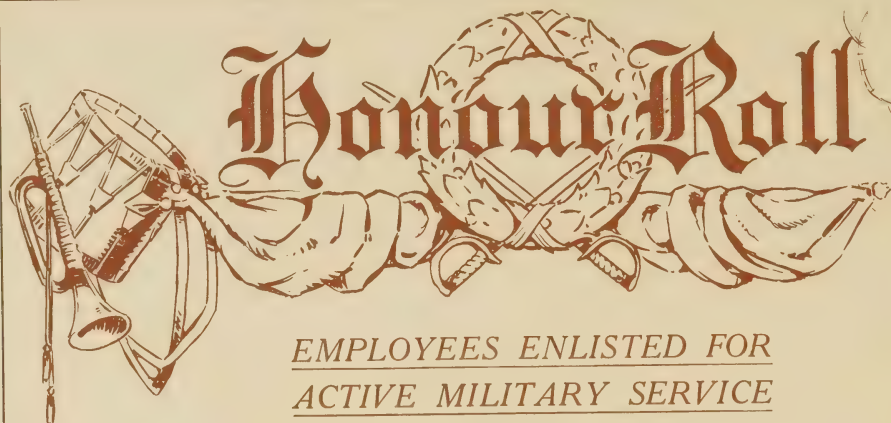 Honour Roll
EMPLOYEES ENLISTED FOR
ACTIVE MILITARY SERVICE